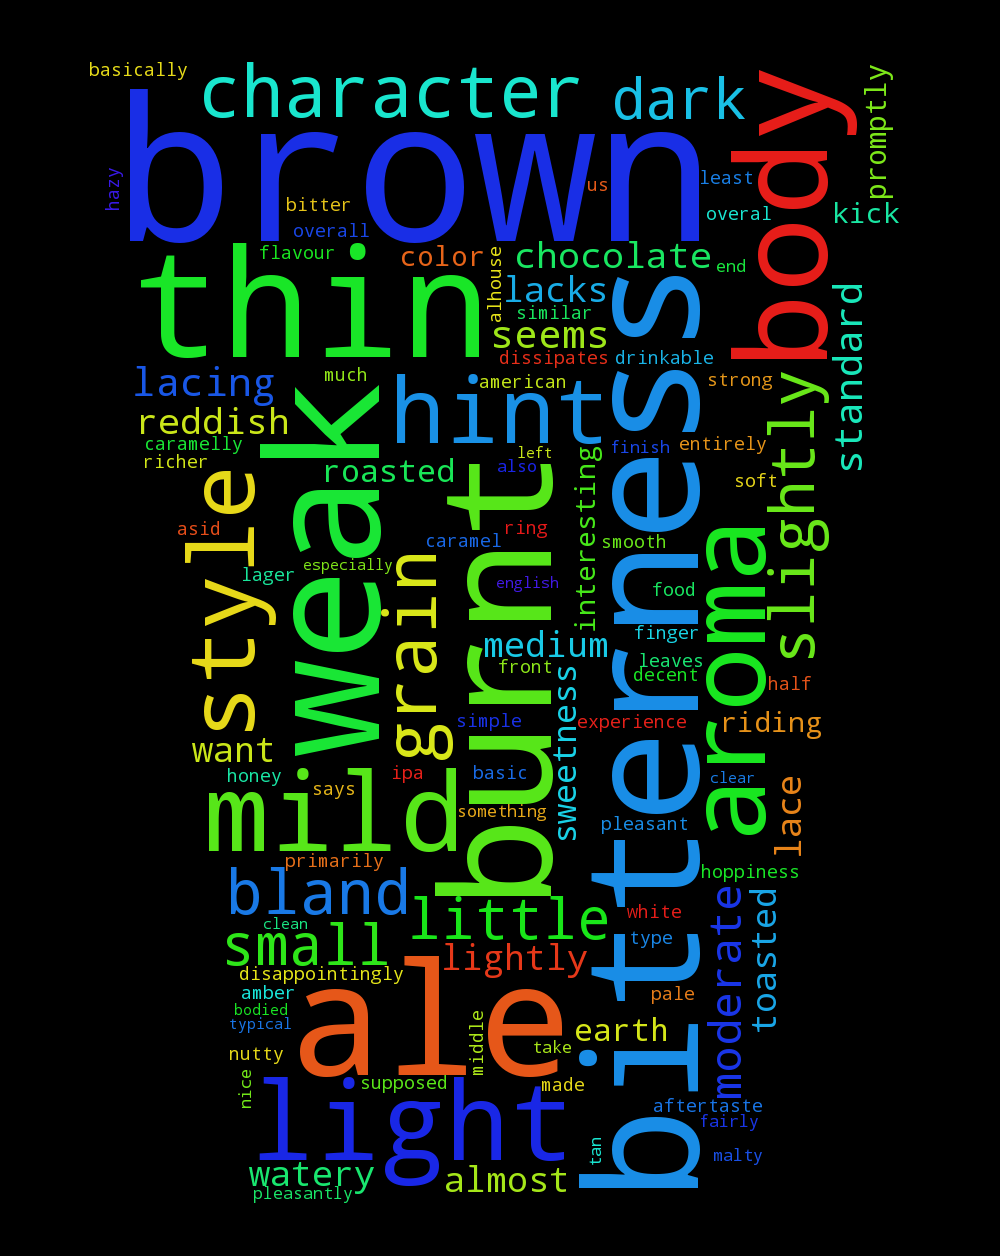 basically
character
dark
body
promptly
brown
hazy
us
least
bitter
overal
kick
overall
thin
flavour
color
alhouse
chocolate
end
lacks
bitterness
standard
similar
seems
dissipates
drinkable
lacing
much
hint
american
strong
slightly
reddish
weak
caramelly
left
finish
entirely
richer
roasted
also
interesting
soft
style
burnt
asid
ring
caramel
smooth
aroma
lager
especially
grain
english
food
medium
finger
front
leaves
decent
sweetness
half
want
simple
experience
riding
honey
ipa
basic
clear
mild
says
something
pleasant
lace
primarily
hoppiness
bland
little
white
moderate
toasted
clean
small
lightly
type
disappointingly
amber
ale
pale
bodied
typical
middle
earth
nutty
take
nice
supposed
made
light
aftertaste
fairly
tan
malty
watery
almost
pleasantly